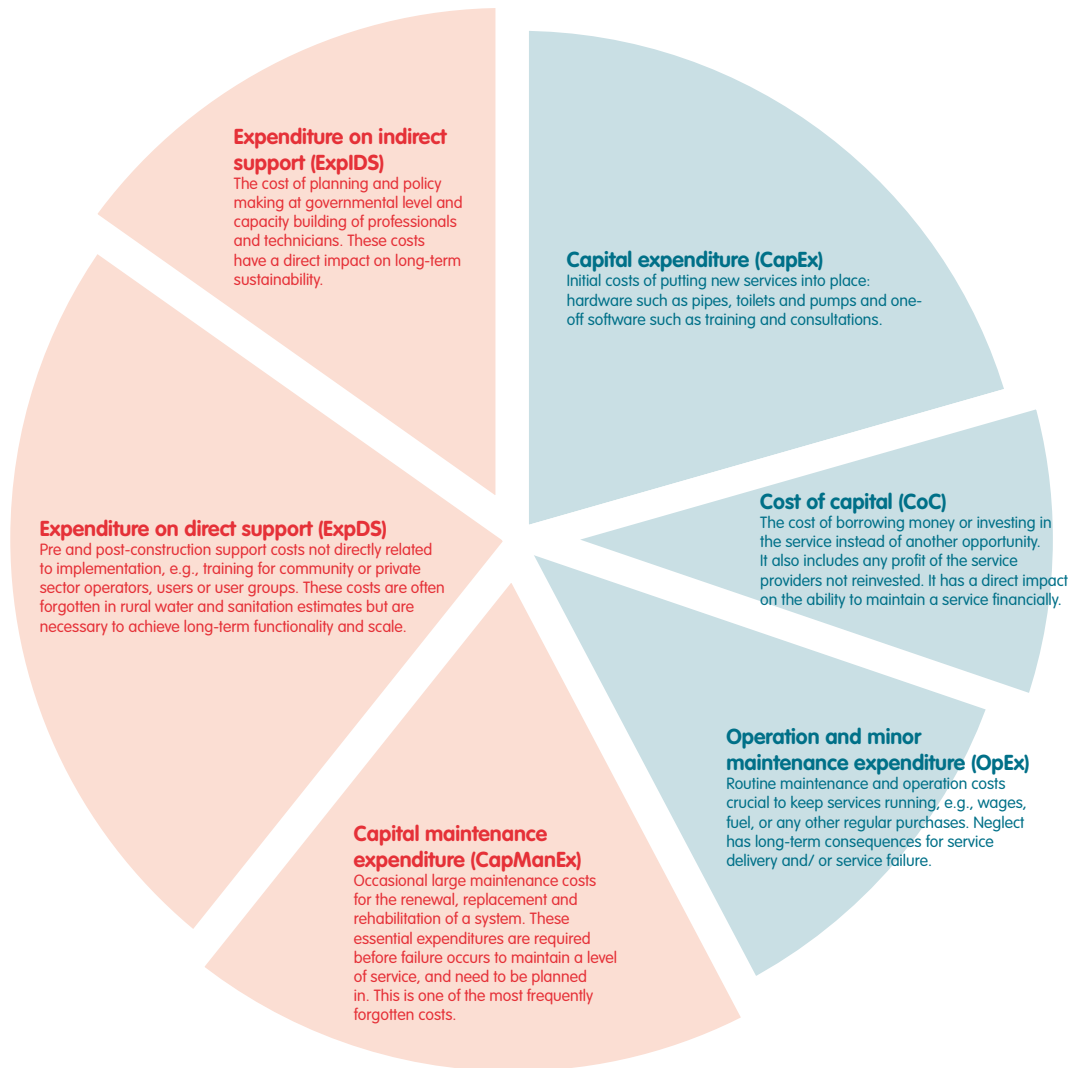 Expenditure on indirect
support (ExpIDS)
The cost of planning and policy
making at governmental level and
capacity building of professionals
and technicians. These costs
have a direct impact on long-term
sustainability.
Capital expenditure (CapEx)
Initial costs of putting new services into place:
hardware such as pipes, toilets and pumps and one-
off software such as training and consultations.
Cost of capital (CoC)
The cost of borrowing money or investing in
the service instead of another opportunity.
It also includes any profit of the service
providers not reinvested. It has a direct impact
on the ability to maintain a service financially.
Expenditure on direct support (ExpDS)
Pre and post-construction support costs not directly related
to implementation, e.g., training for community or private
sector operators, users or user groups. These costs are often
forgotten in rural water and sanitation estimates but are
necessary to achieve long-term functionality and scale.
Operation and minor
maintenance expenditure (OpEx)
Routine maintenance and operation costs
crucial to keep services running, e.g., wages,
fuel, or any other regular purchases. Neglect
has long-term consequences for service
delivery and/ or service failure.
Capital maintenance
expenditure (CapManEx)
Occasional large maintenance costs
for the renewal, replacement and
rehabilitation of a system. These
essential expenditures are required
before failure occurs to maintain a level
of service, and need to be planned
in. This is one of the most frequently
forgotten costs.